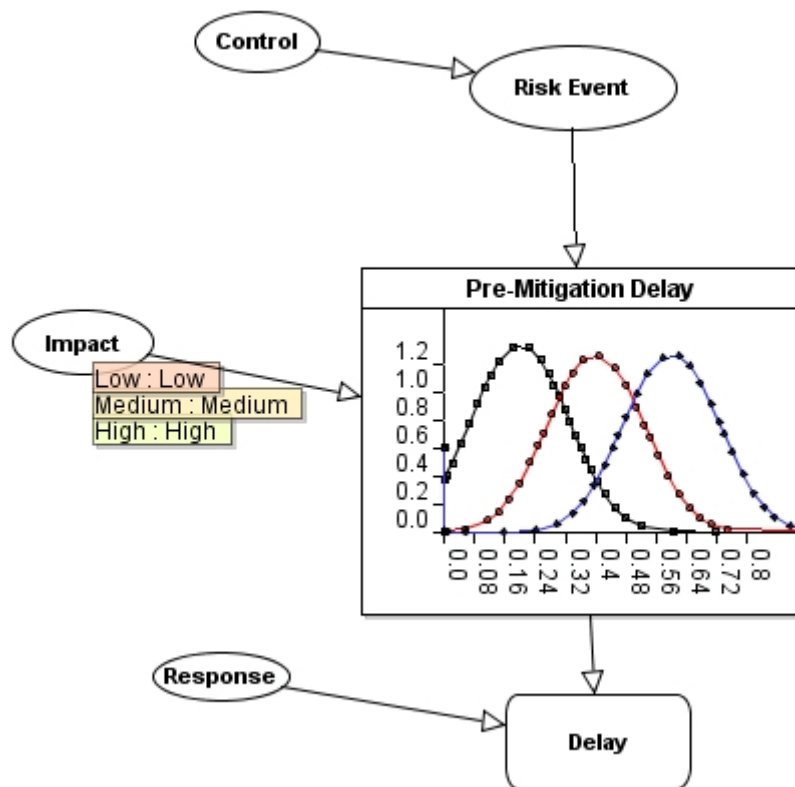 Control
Risk Event
Pre-Mitigation Delay
Impact
Low : Low
Medium : Medium
High : High
1.2
1.0
0.8
0.6
0.4
0.2
0.0
0.0
0.08
0.16
0.24
0.32
0.4
0.48
0.56
0.64
0.72
0.8
Response
Delay